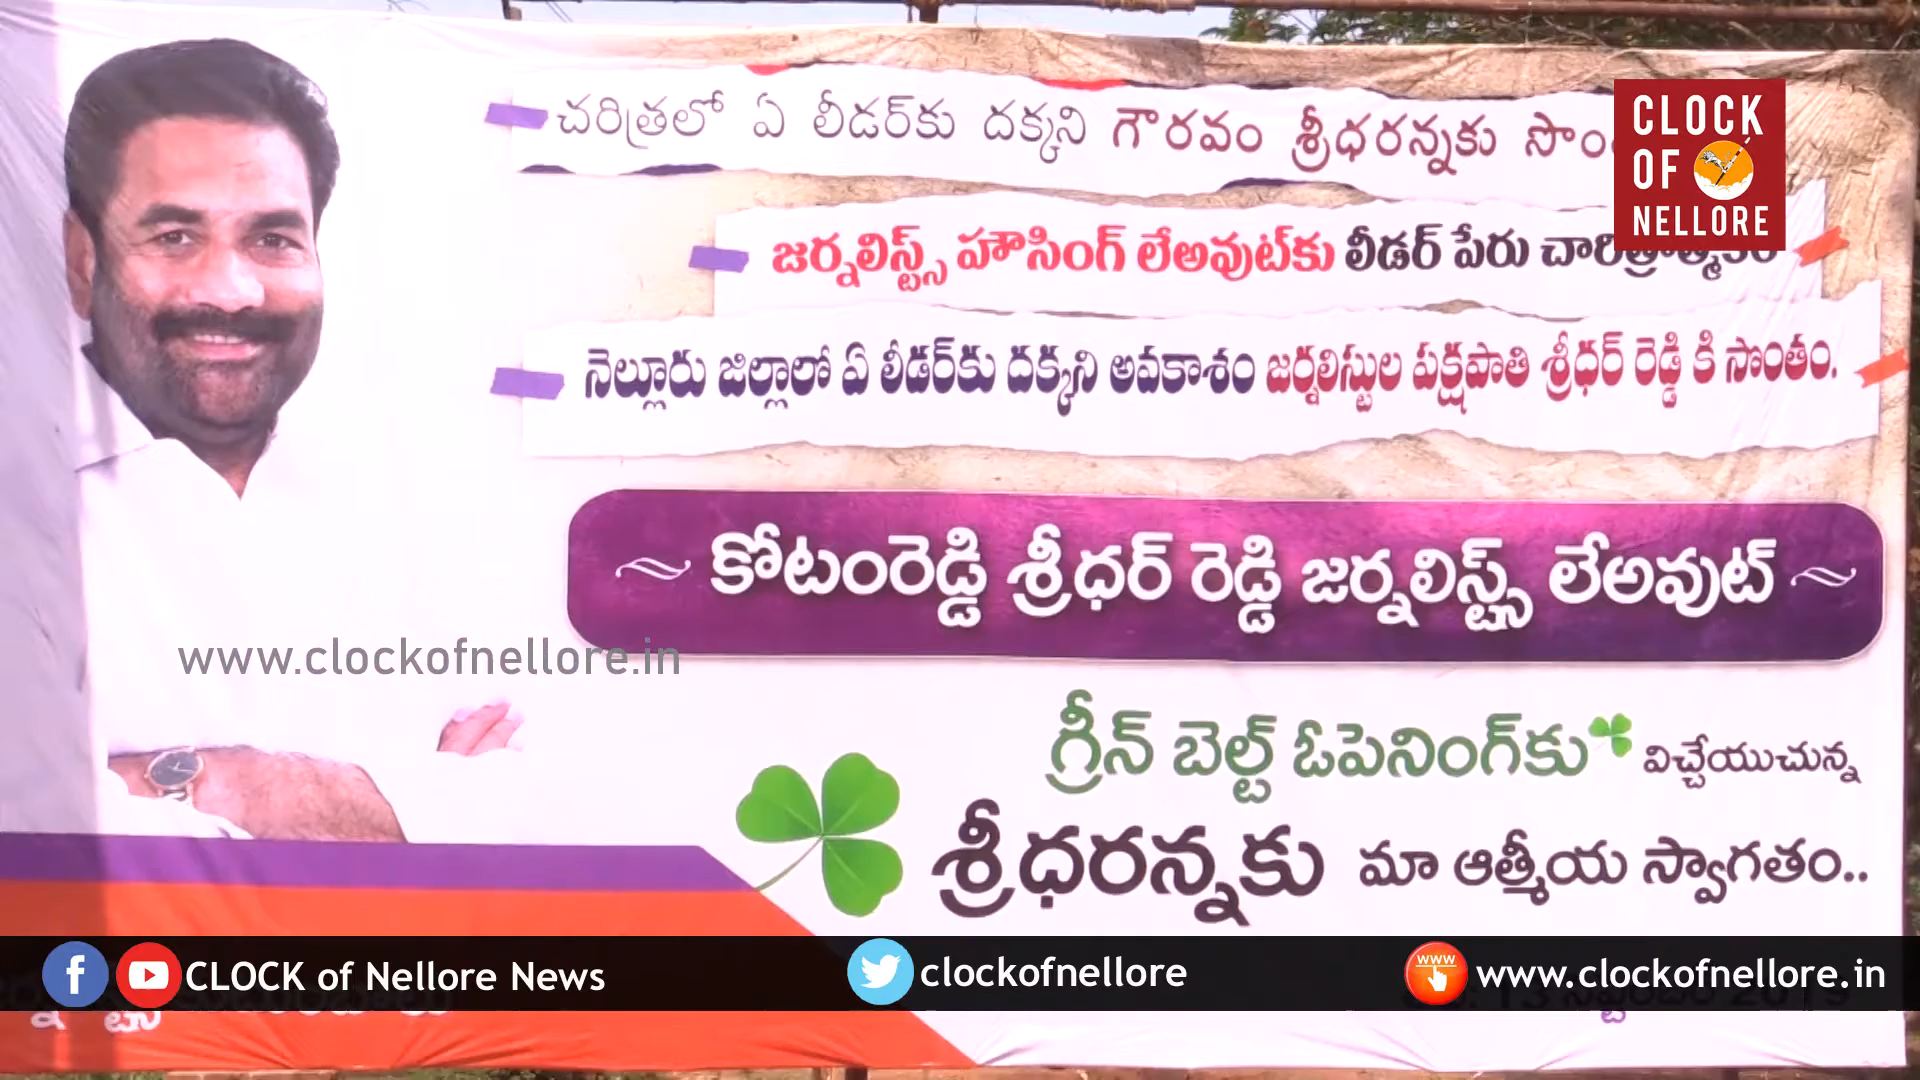 చరిత్రలో ఏ లీడర్‌కు దక్కని గౌరవం శ్రీధరన్నకు
CLOCK
OF
NELLORE
జర్నలిస్ట్స్ హౌసింగ్ లేఅవుట్‌కు లీడర్ పేరు
నెల్లూరు జిల్లాలో ఏ లీడర్‌కు దక్కని అవకాశం జర్నలిస్టుల పక్షపాతి శ్రీధర్ రెడ్డి కి సొంతం.
కోటంరెడ్డి శ్రీధర్ రెడ్డి జర్నలిస్ట్స్ లేఅవుట్
www.clockofnellore.in
గ్రీన్ బెల్ట్ ఓపెనింగ్‌కు విచ్చేయుచున్న
శ్రీధరన్నకు మా ఆత్మీయ స్వాగతం..
CLOCK of Nellore News
clockofnellore
www
www.clockofnellore.in